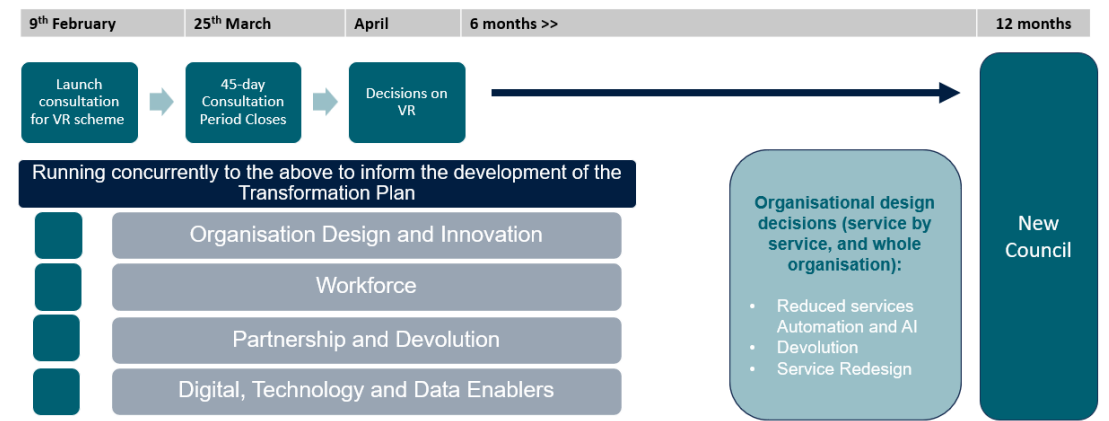 9th February
25th March
April
6 months >>
12 months
Launch
consultation
for VR scheme
45-day
Consultation
Period Closes
Decisions on
VR
Running concurrently to the above to inform the development of the
Transformation Plan
Organisation Design and Innovation
Workforce
Partnership and Devolution
Digital, Technology and Data Enablers
Organisational design
decisions (service by
service, and whole
organisation):
• Reduced services
Automation and AI
• Devolution
• Service Redesign
New
Council